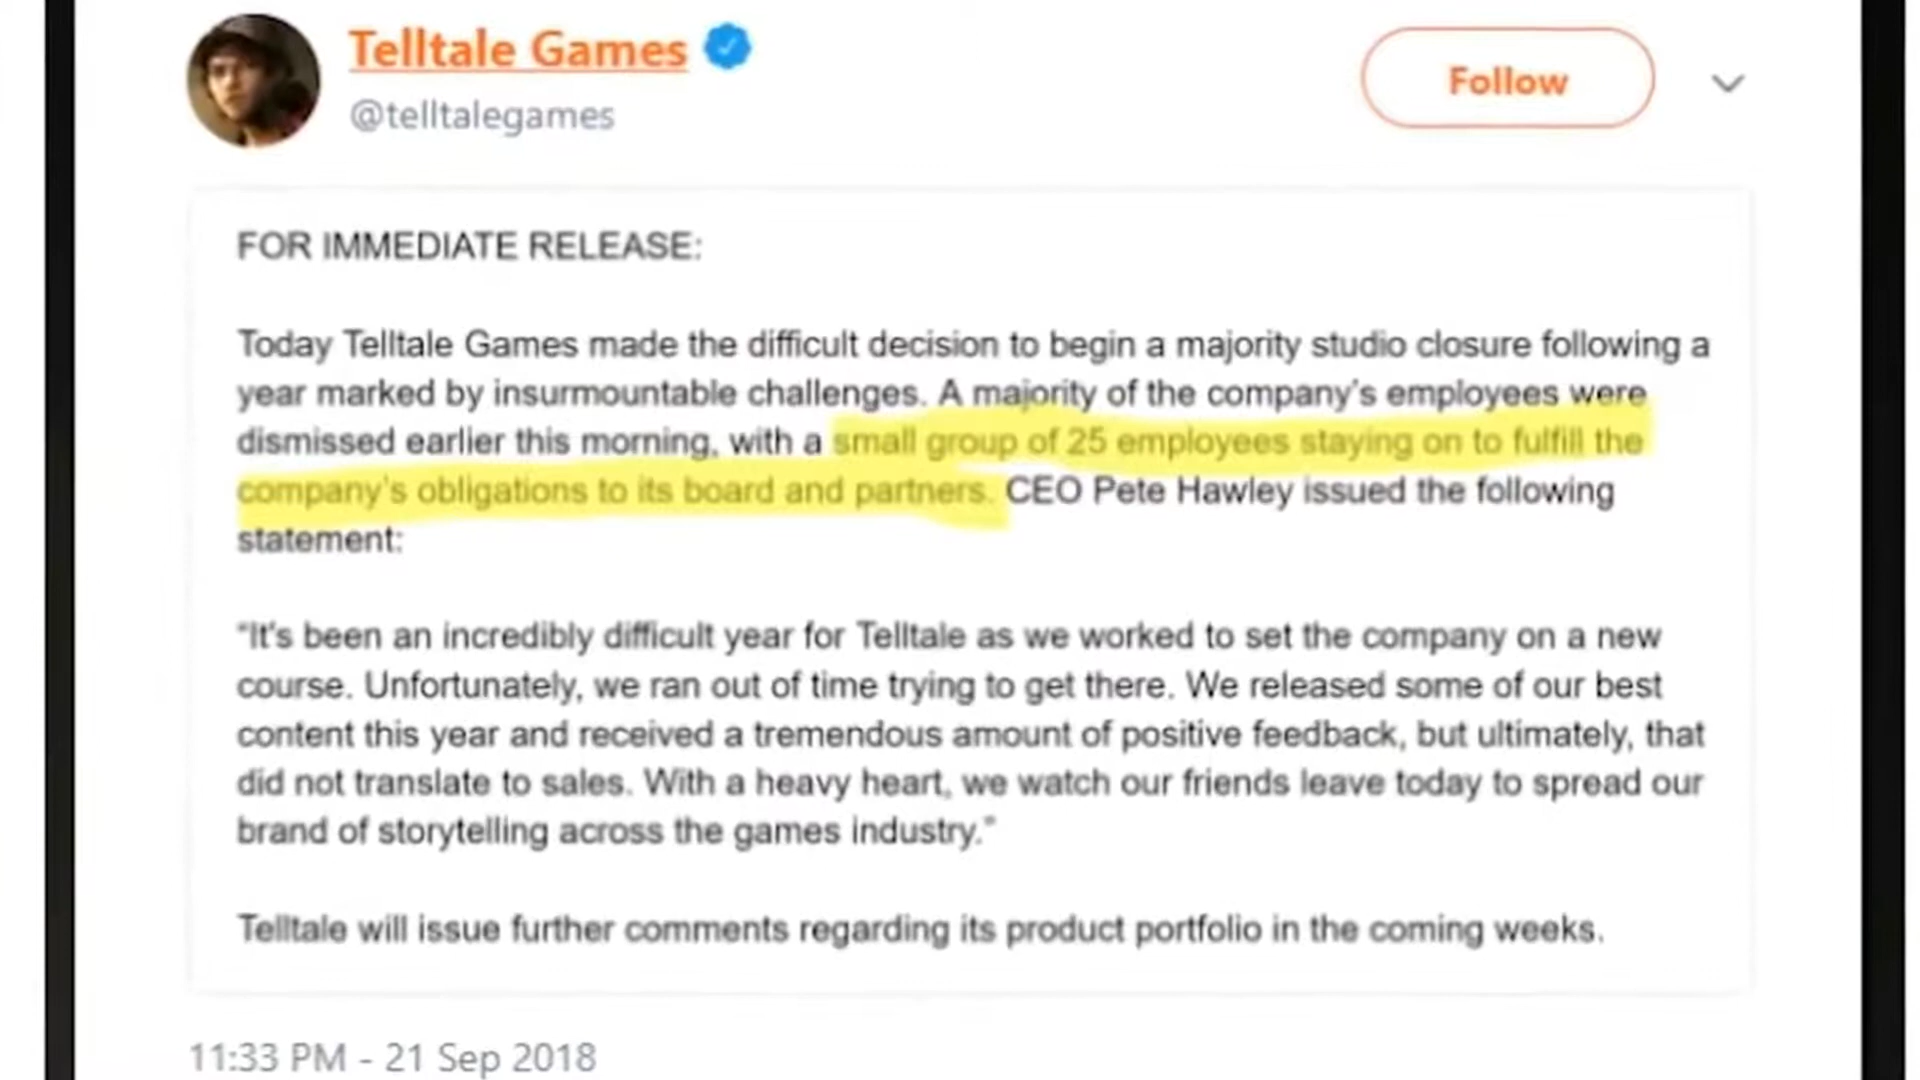 Telltale Games
@telltalegames
Follow
FOR IMMEDIATE RELEASE:
Today Telltale Games made the difficult decision to begin a majority studio closure following a
year marked by insurmountable challenges. A majority of the company's employees were
dismissed earlier this morning, with a small group of 25 employees staying on to fulfill the
company's obligations to its board and partners. CEO Pete Hawley issued the following
statement:
"It's been an incredibly difficult year for Telltale as we worked to set the company on a new
course. Unfortunately, we ran out of time trying to get there. We released some of our best
content this year and received a tremendous amount of positive feedback, but ultimately, that
did not translate to sales. With a heavy heart, we watch our friends leave today to spread our
brand of storytelling across the games industry."
Telltale will issue further comments regarding its product portfolio in the coming weeks.
11:33 PM - 21 Sep 2018